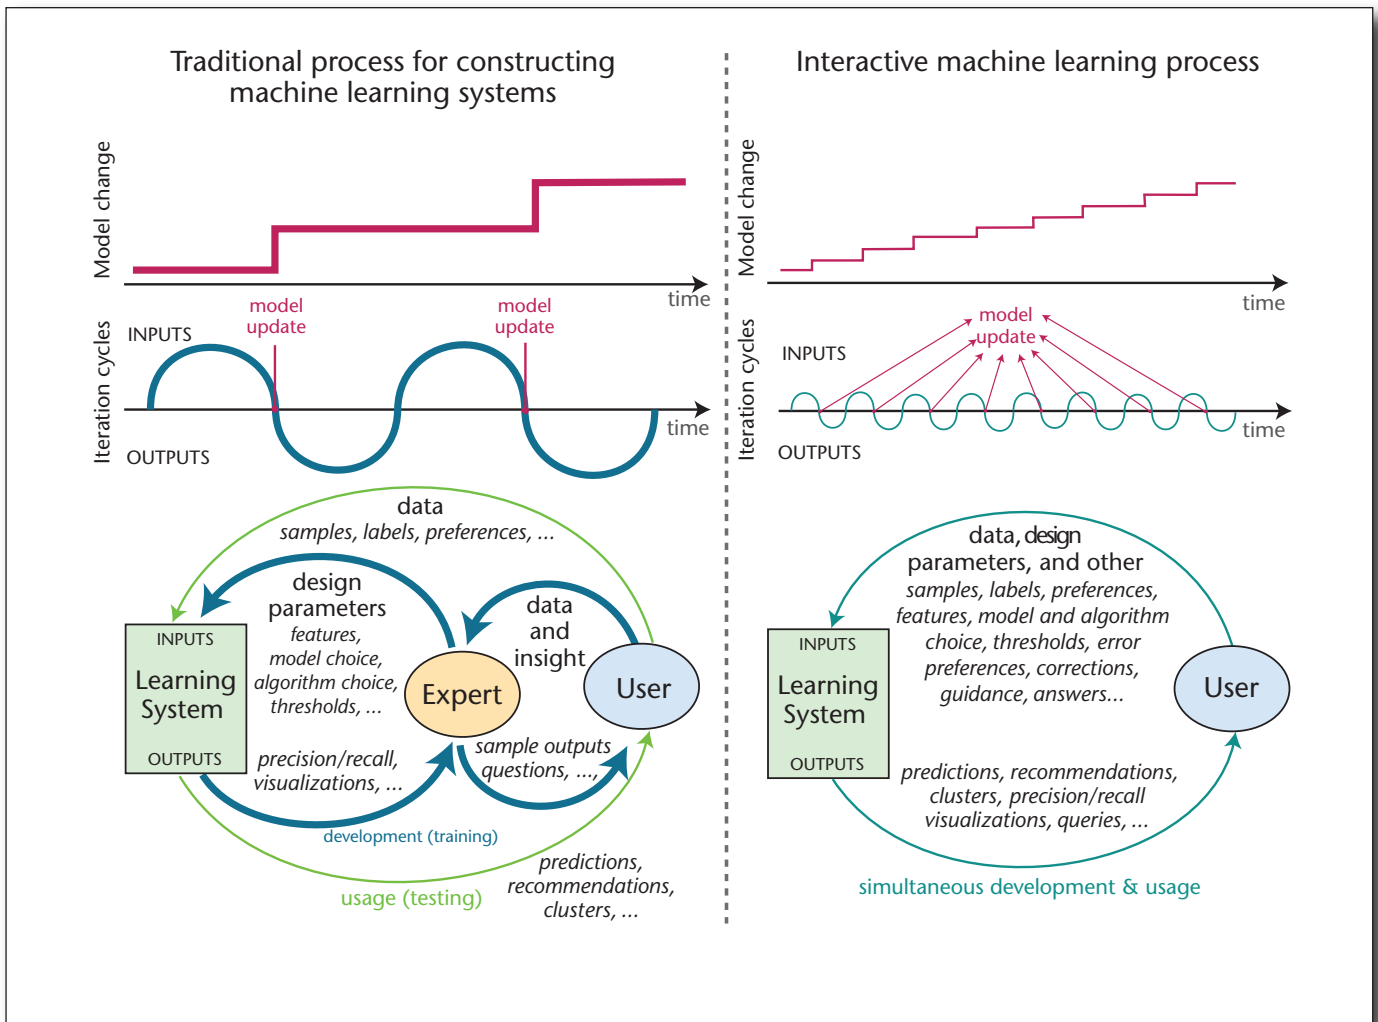 Traditional process for constructing
machine learning systems
Model change
time
model
update
model
update
INPUTS
Iteration cycles
time
OUTPUTS
data
samples, labels, preferences, ...
design
parameters
features,
model choice,
algorithm choice,
thresholds, ...
data
and
insight
INPUTS
Learning
System
OUTPUTS
Expert
User
precision/recall,
visualizations, ...
sample outputs
questions, ...,
development (training)
usage (testing)
predictions,
recommendations,
clusters, ...
Interactive machine learning process
Model change
time
model
update
INPUTS
Iteration cycles
time
OUTPUTS
data, design
parameters, and other
samples, labels, preferences,
features, model and algorithm
choice, thresholds, error
preferences, corrections,
guidance, answers...
INPUTS
Learning
System
OUTPUTS
User
predictions, recommendations,
clusters, precision/recall
visualizations, queries, ...
simultaneous development & usage